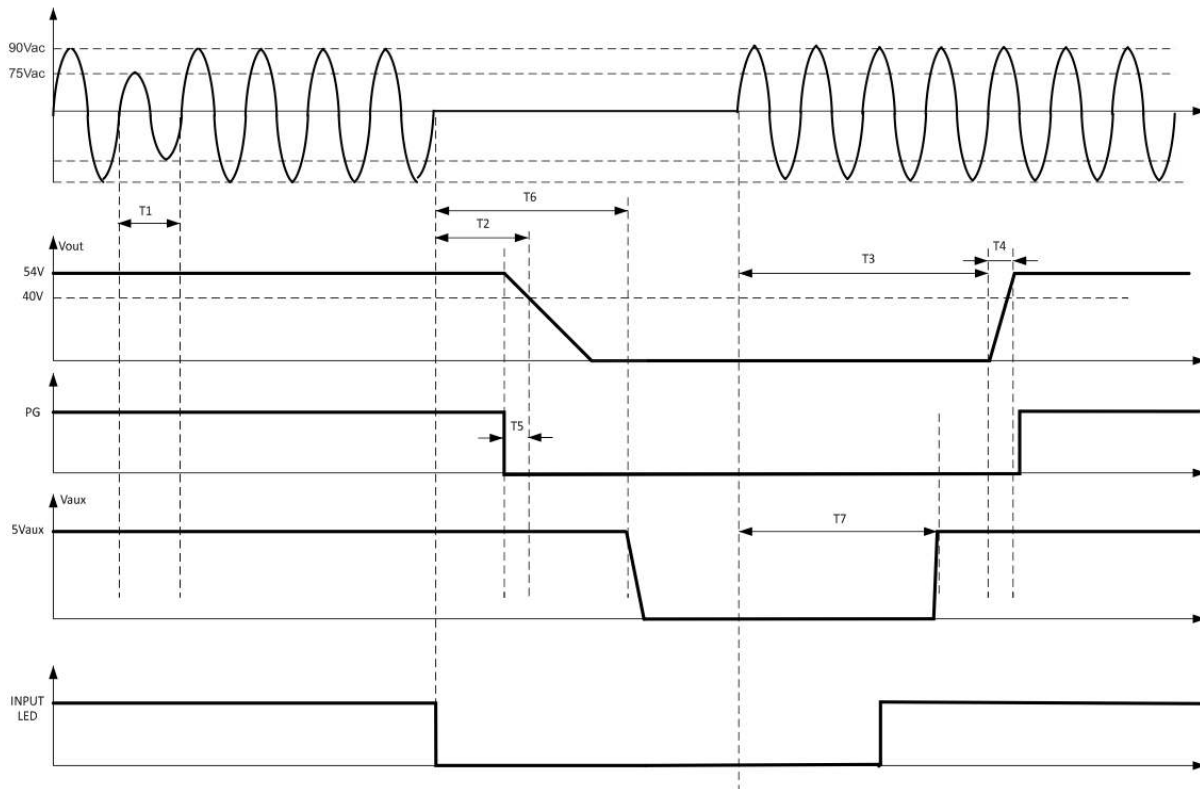 90Vac
75Vac
T1
T6
T2
Vout
54V
40V
T3
T4
PG
T5
Vaux
5Vaux
T7
INPUT
LED